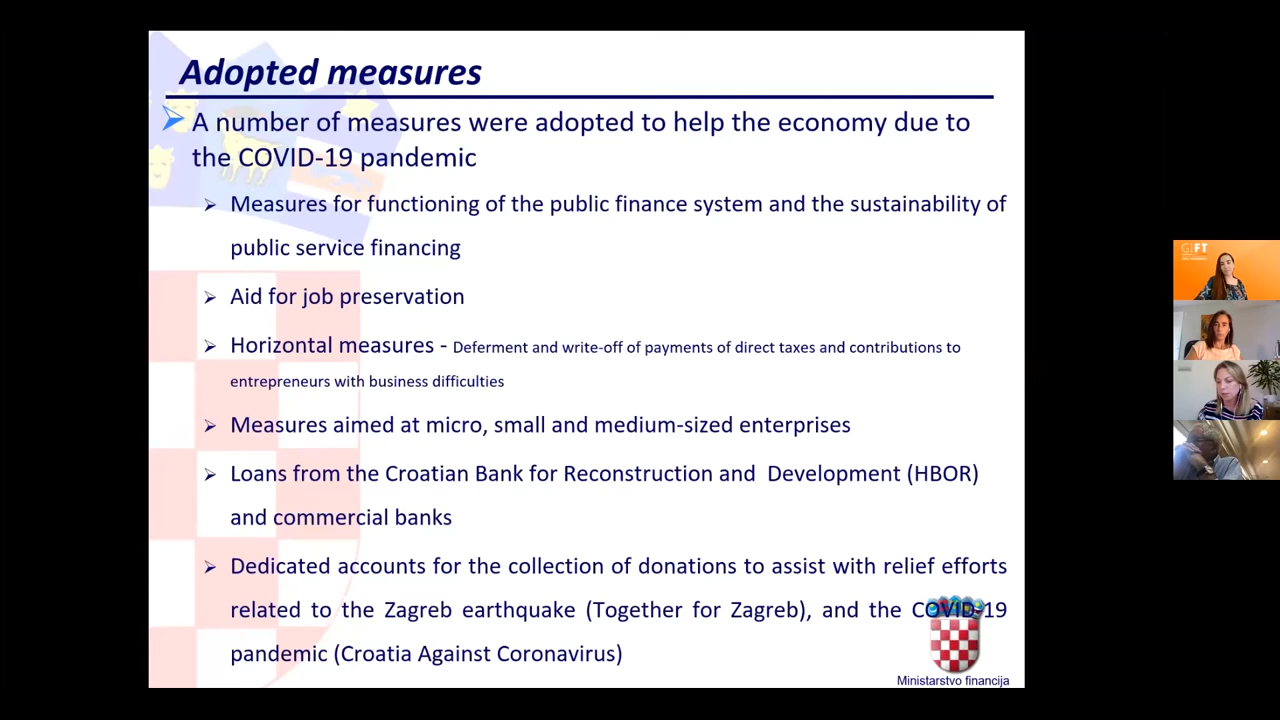 Adopted measures
A number of measures were adopted to help the economy due to
the COVID-19 pandemic
Measures for functioning of the public finance system and the sustainability of
public service financing
Aid for job preservation
Horizontal measures - Deferment and write-off of payments of direct taxes and contributions to
entrepreneurs with business difficulties
Measures aimed at micro, small and medium-sized enterprises
Loans from the Croatian Bank for Reconstruction and Development (HBOR)
and commercial banks
Dedicated accounts for the collection of donations to assist with relief efforts
related to the Zagreb earthquake (Together for Zagreb), and the COVID-19
pandemic (Croatia Against Coronavirus)
Ministarstvo financija
GIFT